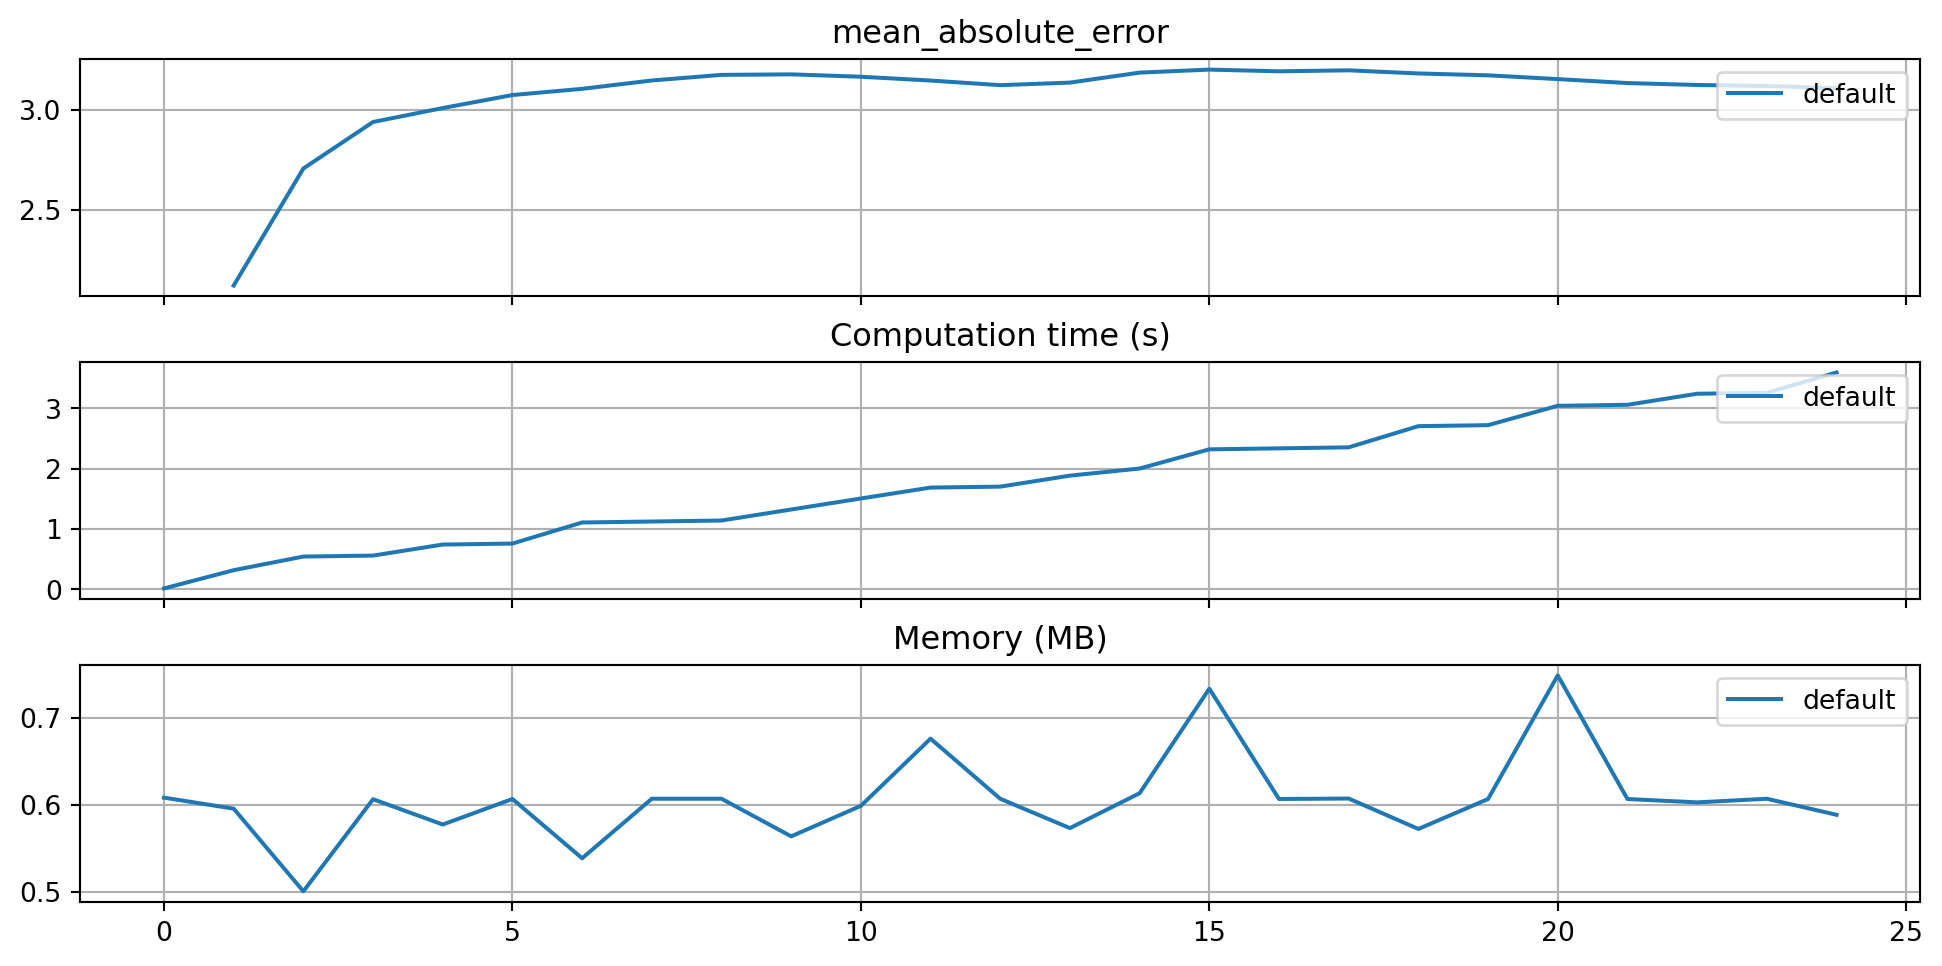 mean_absolute_error
3.0
2.5
default
Computation time (s)
3
2
1
0
default
Memory (MB)
0.7
0.6
0.5
default
0 5 10 15 20 25